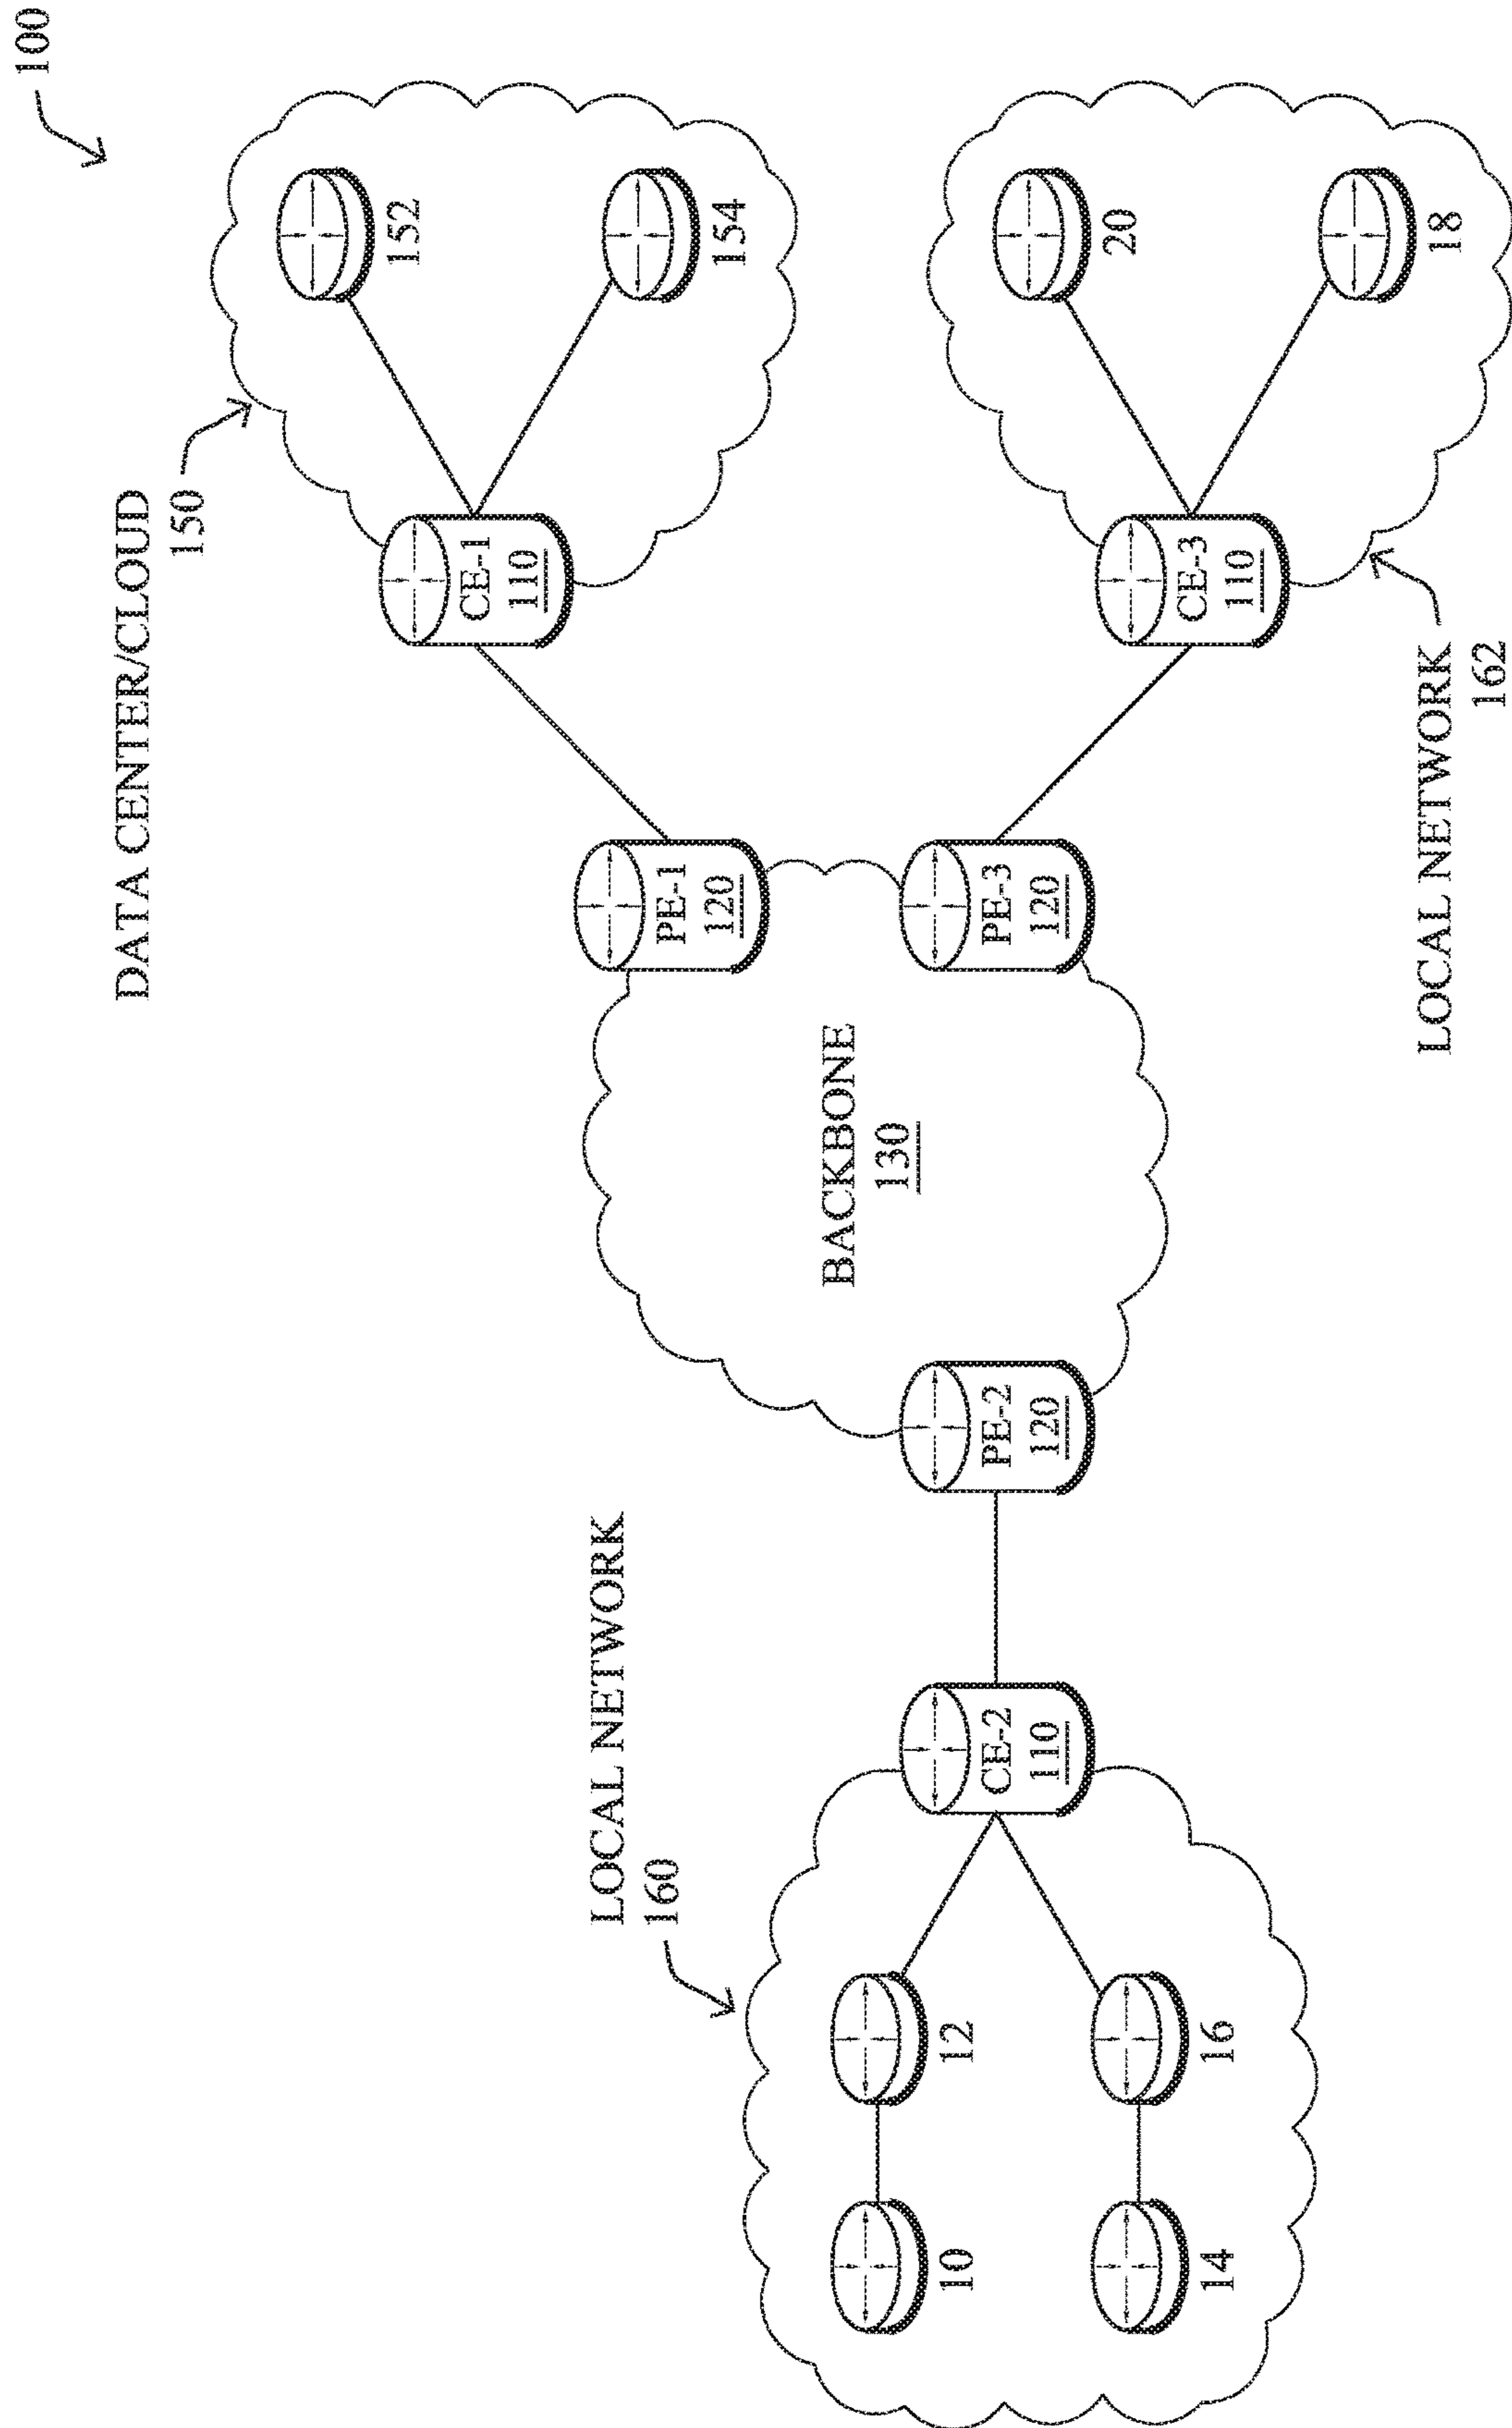 100
DATA CENTER/CLOUD
150
152
154
CE-1
110
PE-1
120
BACKBONE
130
PE-3
120
PE-2
120
CE-3
110
20
18
LOCAL NETWORK
162
LOCAL NETWORK
160
CE-2
110
12
10
16
14